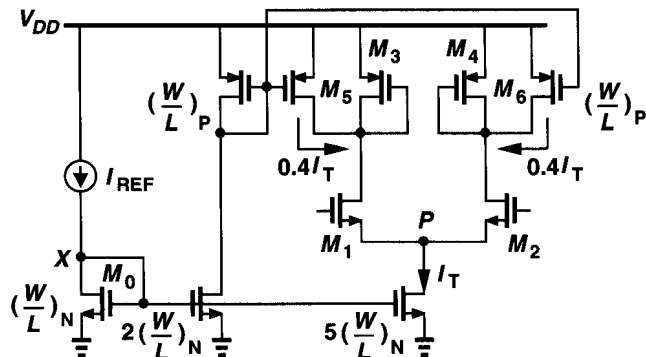 V_DD
M_3
M_4
(W/L)_P
M_5
M_6
(W/L)_P
0.4I_T
0.4I_T
I_REF
P
M_1
M_2
X
M_0
I_T
(W/L)_N
2(W/L)_N
5(W/L)_N